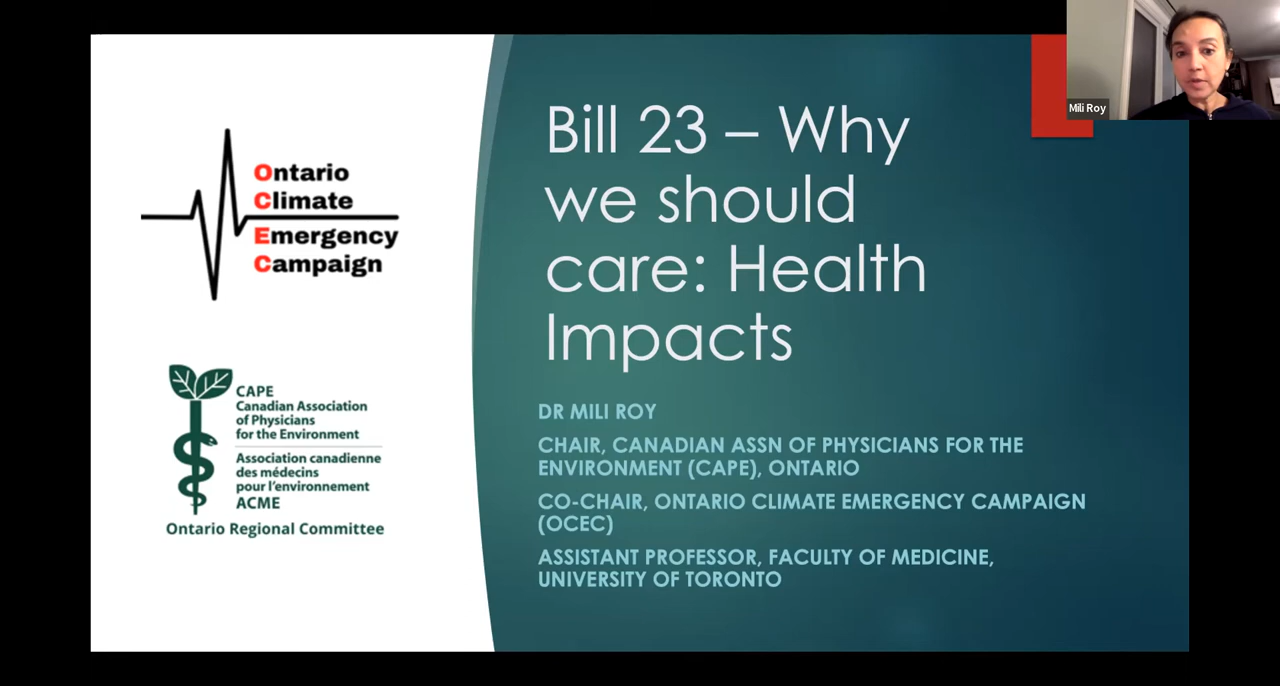 Ontario
Climate
Emergency
Campaign
CAPE
Canadian Association
of Physicians
for the Environment
Association canadienne
des médecins
pour l'environnement
ACME
Ontario Regional Committee
Bill 23 – Why
we should
care: Health
Impacts
DR MILI ROY
CHAIR, CANADIAN ASSN OF PHYSICIANS FOR THE
ENVIRONMENT (CAPE), ONTARIO
CO-CHAIR, ONTARIO CLIMATE EMERGENCY CAMPAIGN
(OCEC)
ASSISTANT PROFESSOR, FACULTY OF MEDICINE,
UNIVERSITY OF TORONTO
Mili Roy